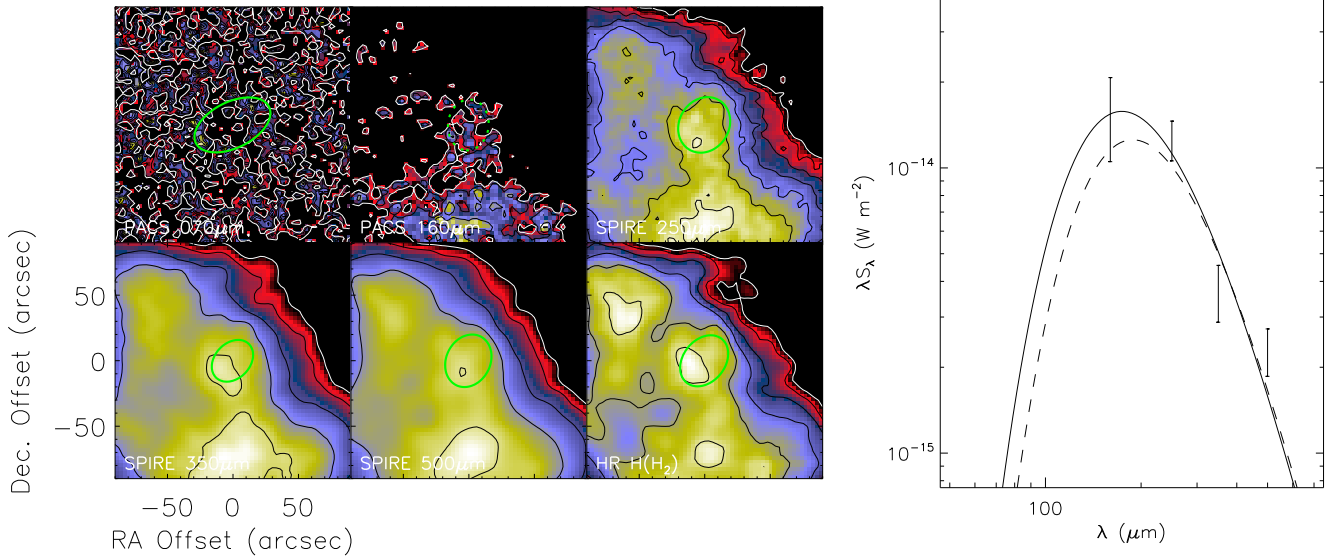 PACS 070μm
PACS 160μm
SPIRE 250μm
SPIRE 350μm
SPIRE 500μm
HR H(H₂)
Dec. Offset (arcsec)
50
0
−50
−50 0 50
RA Offset (arcsec)
λS_λ (W m⁻²)
10⁻¹⁴
10⁻¹⁵
100
λ (μm)